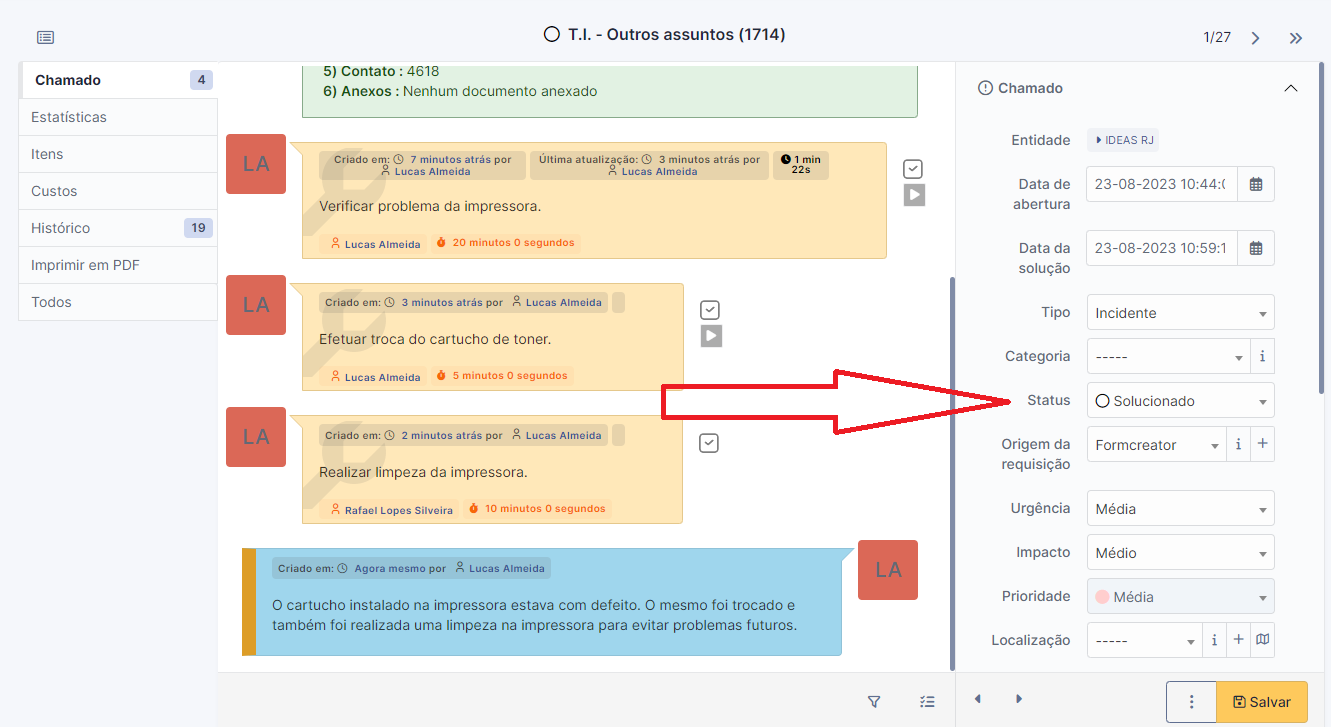 T.I. - Outros assuntos (1714)
1/27
Chamado 4
Estatísticas
Itens
Custos
Histórico 19
Imprimir em PDF
Todos
5) Contato : 4618
6) Anexos : Nenhum documento anexado
LA
Criado em: 7 minutos atrás por
Lucas Almeida
Última atualização: 3 minutos atrás por
Lucas Almeida
1 min
22s
Verificar problema da impressora.
Lucas Almeida 20 minutos 0 segundos
LA
Criado em: 3 minutos atrás por Lucas Almeida
Efetuar troca do cartucho de toner.
Lucas Almeida 5 minutos 0 segundos
LA
Criado em: 2 minutos atrás por Lucas Almeida
Realizar limpeza da impressora.
Rafael Lopes Silveira 10 minutos 0 segundos
Criado em: Agora mesmo por Lucas Almeida
LA
O cartucho instalado na impressora estava com defeito. O mesmo foi trocado e
também foi realizada uma limpeza na impressora para evitar problemas futuros.
Chamado
Entidade IDEAS RJ
Data de
abertura
23-08-2023 10:44:0
Data da
solução
23-08-2023 10:59:1
Tipo Incidente
Categoria ----- i
Status Solucionado
Origem da
requisição
Formcreator i +
Urgência Média
Impacto Médio
Prioridade Média
Localização ----- i +
Salvar